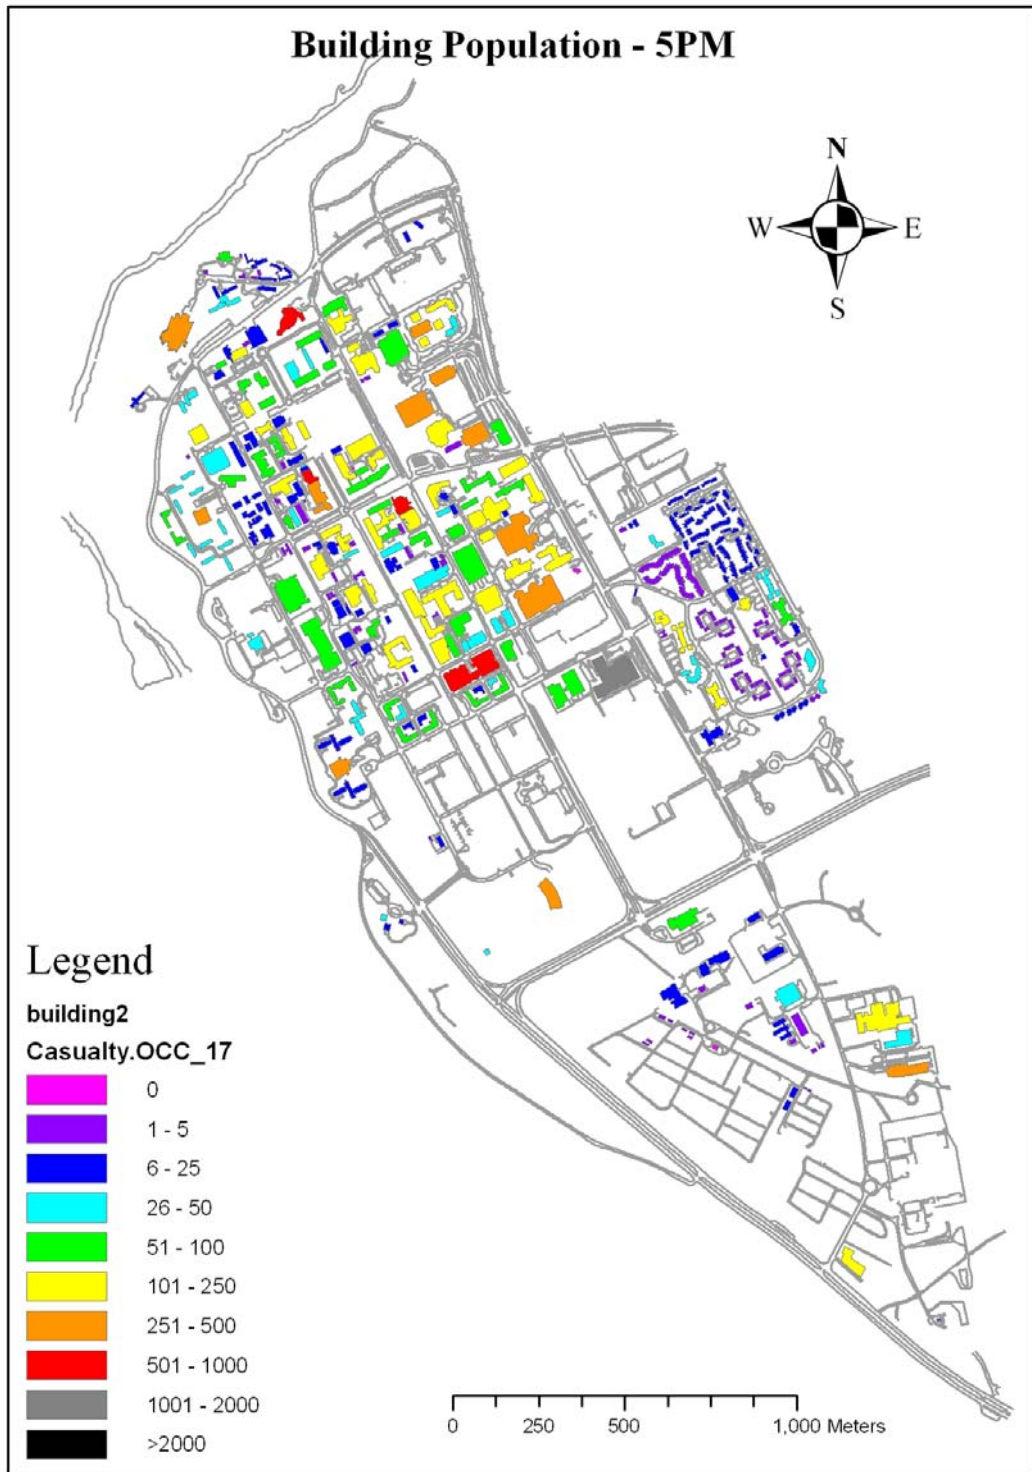 Building Population - 5PM
N
W
E
S
Legend
building2
Casualty.OCC_17
0
1 - 5
6 - 25
26 - 50
51 - 100
101 - 250
251 - 500
501 - 1000
1001 - 2000
>2000
0 250 500 1,000 Meters